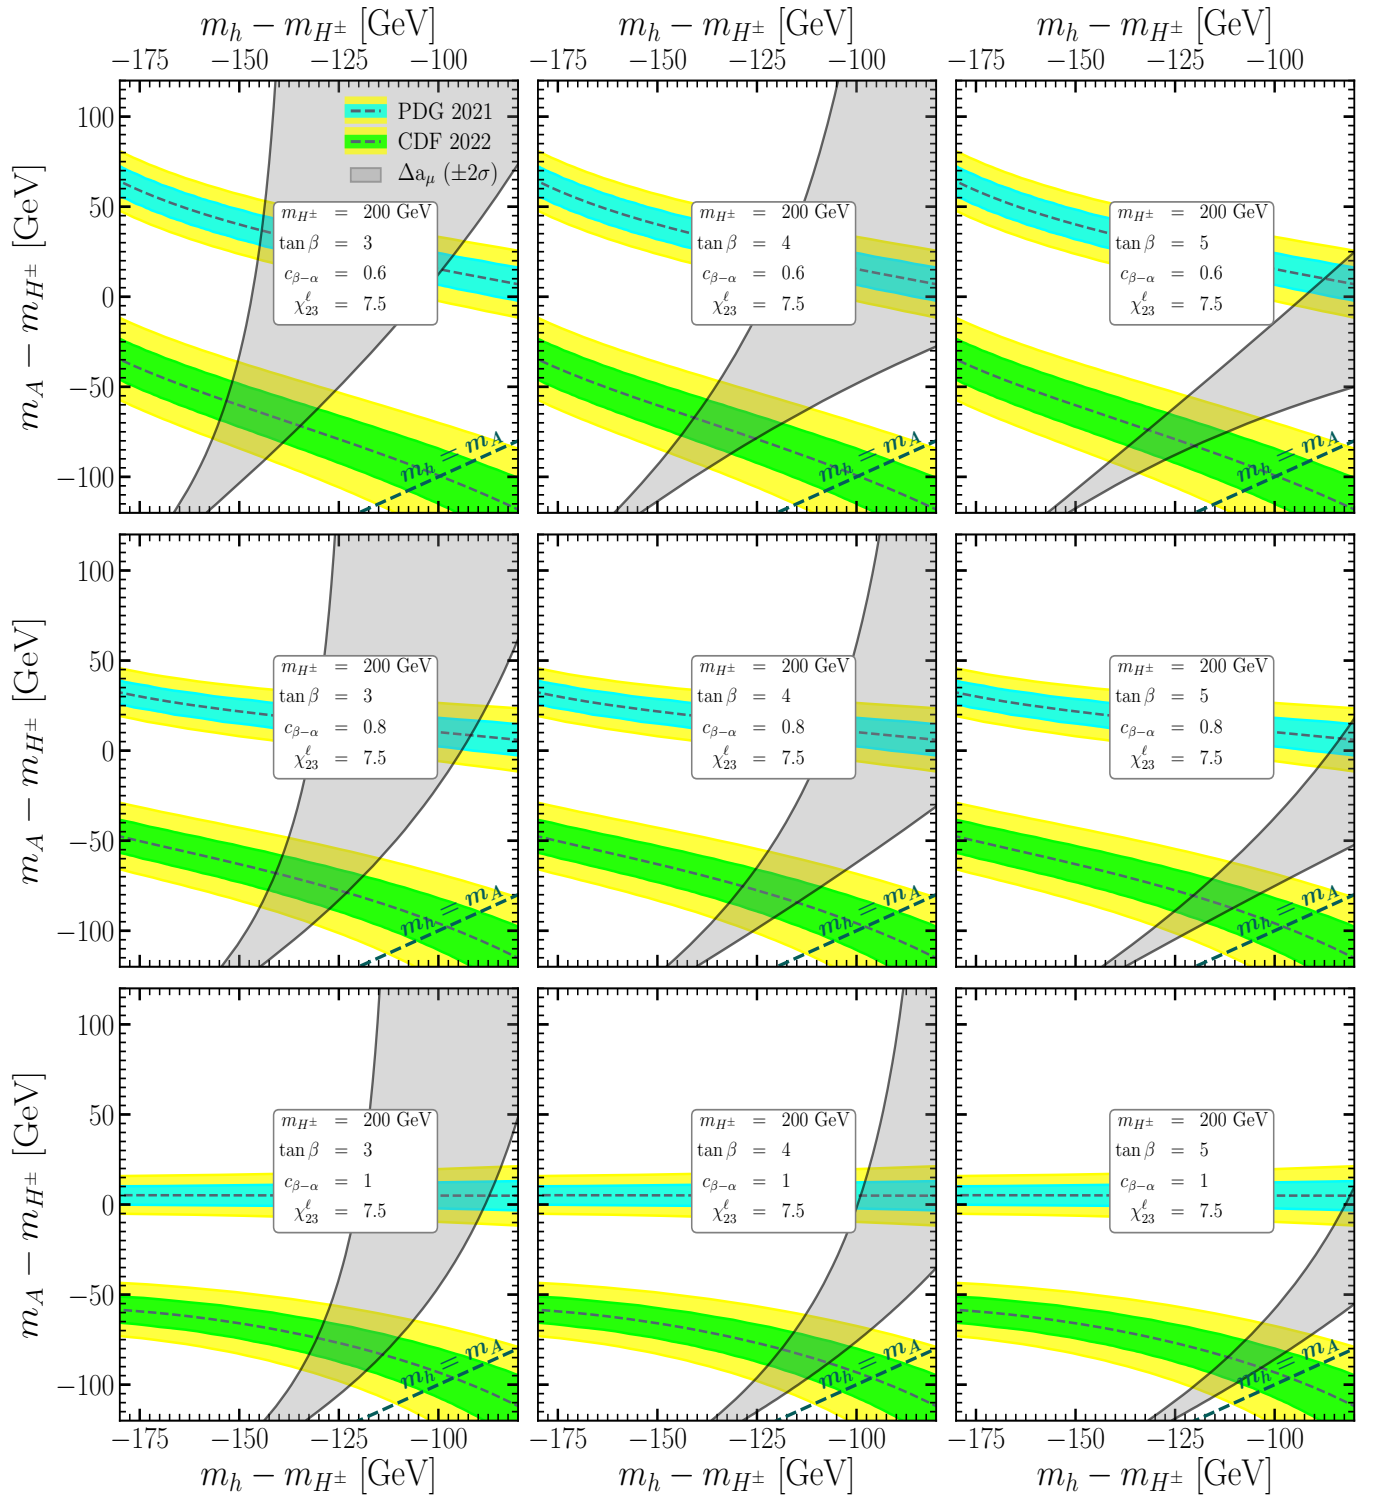 m_h − m_{H^±} [GeV] m_h − m_{H^±} [GeV] m_h − m_{H^±} [GeV]
−175 −150 −125 −100 −175 −150 −125 −100 −175 −150 −125 −100
m_A − m_{H^±} [GeV]
100
50
0
−50
−100
PDG 2021
CDF 2022
Δa_μ (±2σ)
m_{H^±} = 200 GeV
tan β = 3
c_{β−α} = 0.6
χ^ℓ_{23} = 7.5
m_h = m_A
m_{H^±} = 200 GeV
tan β = 4
c_{β−α} = 0.6
χ^ℓ_{23} = 7.5
m_h = m_A
m_{H^±} = 200 GeV
tan β = 5
c_{β−α} = 0.6
χ^ℓ_{23} = 7.5
m_h = m_A
m_A − m_{H^±} [GeV]
100
50
0
−50
−100
m_{H^±} = 200 GeV
tan β = 3
c_{β−α} = 0.8
χ^ℓ_{23} = 7.5
m_h = m_A
m_{H^±} = 200 GeV
tan β = 4
c_{β−α} = 0.8
χ^ℓ_{23} = 7.5
m_h = m_A
m_{H^±} = 200 GeV
tan β = 5
c_{β−α} = 0.8
χ^ℓ_{23} = 7.5
m_h = m_A
m_A − m_{H^±} [GeV]
100
50
0
−50
−100
m_{H^±} = 200 GeV
tan β = 3
c_{β−α} = 1
χ^ℓ_{23} = 7.5
m_h = m_A
m_{H^±} = 200 GeV
tan β = 4
c_{β−α} = 1
χ^ℓ_{23} = 7.5
m_h = m_A
m_{H^±} = 200 GeV
tan β = 5
c_{β−α} = 1
χ^ℓ_{23} = 7.5
m_h = m_A
−175 −150 −125 −100 −175 −150 −125 −100 −175 −150 −125 −100
m_h − m_{H^±} [GeV] m_h − m_{H^±} [GeV] m_h − m_{H^±} [GeV]